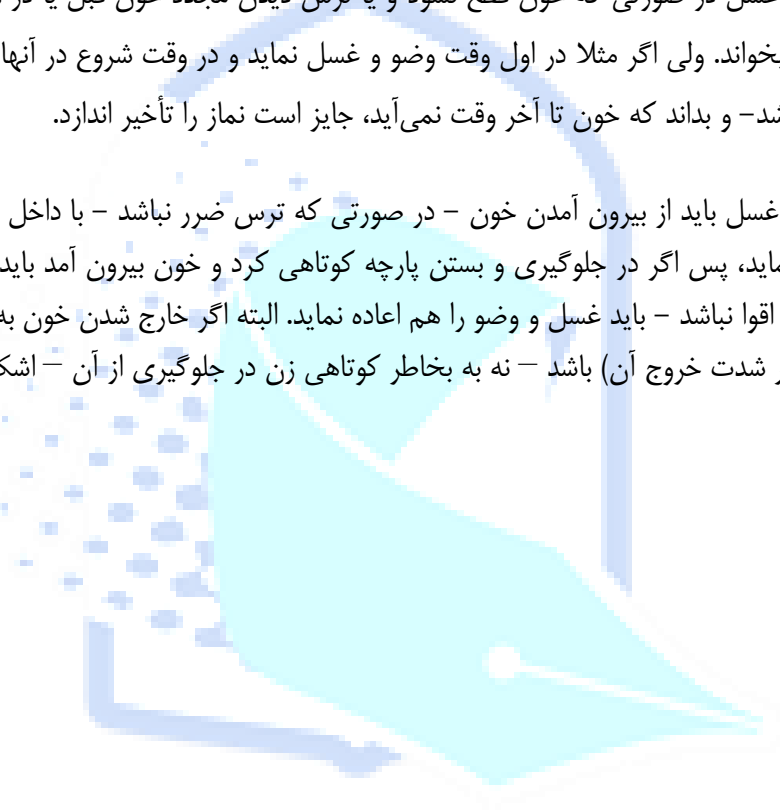 غسل در صورتی که خون قطع نشود و یا ترس دیدن مجدد خون قبل یا در
بخواند. ولی اگر مثلا در اول وقت وضو و غسل نماید و در وقت شروع در آنها
شد– و بداند که خون تا آخر وقت نمی‌آید، جایز است نماز را تأخیر اندازد.
غسل باید از بیرون آمدن خون – در صورتی که ترس ضرر نباشد – با داخل
ماید، پس اگر در جلوگیری و بستن پارچه کوتاهی کرد و خون بیرون آمد باید
اقوا نباشد – باید غسل و وضو را هم اعاده نماید. البته اگر خارج شدن خون به
ر شدت خروج آن) باشد – نه به بخاطر کوتاهی زن در جلوگیری از آن – اشک